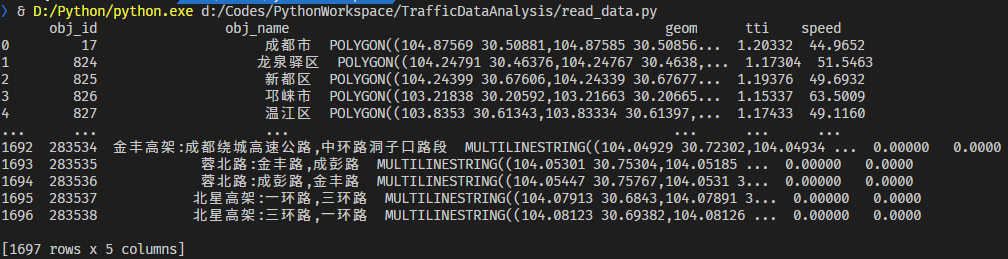 ❯ & D:/Python/python.exe d:/Codes/PythonWorkspace/TrafficDataAnalysis/read_data.py
obj_id obj_name geom tti speed
0 17 成都市 POLYGON((104.87569 30.50881,104.87585 30.50856... 1.20332 44.9652
1 824 龙泉驿区 POLYGON((104.24791 30.46376,104.24767 30.4638,... 1.17304 51.5463
2 825 新都区 POLYGON((104.24399 30.67606,104.24339 30.67677... 1.19376 49.6932
3 826 邛崃市 POLYGON((103.21838 30.20592,103.21663 30.20665... 1.15337 63.5009
4 827 温江区 POLYGON((103.8353 30.61343,103.83334 30.61397,... 1.17433 49.1160
... ... ... ... ... ...
1692 283534 金丰高架:成都绕城高速公路,中环路洞子口路段 MULTILINESTRING((104.04929 30.72302,104.04934 ... 0.00000 0.0000
1693 283535 蓉北路:金丰路,成彭路 MULTILINESTRING((104.05301 30.75304,104.05185 ... 0.00000 0.0000
1694 283536 蓉北路:成彭路,金丰路 MULTILINESTRING((104.05447 30.75767,104.0531 3... 0.00000 0.0000
1695 283537 北星高架:一环路,三环路 MULTILINESTRING((104.07913 30.6843,104.07891 3... 0.00000 0.0000
1696 283538 北星高架:三环路,一环路 MULTILINESTRING((104.08123 30.69382,104.08126 ... 0.00000 0.0000
[1697 rows x 5 columns]